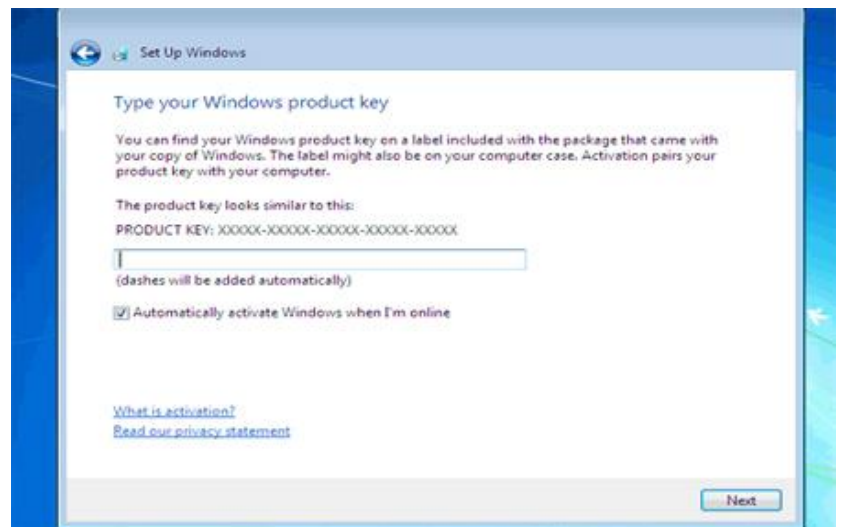 Set Up Windows
Type your Windows product key
You can find your Windows product key on a label included with the package that came with
your copy of Windows. The label might also be on your computer case. Activation pairs your
product key with your computer.
The product key looks similar to this:
PRODUCT KEY: XXXXX-XXXXX-XXXXX-XXXXX-XXXXX
(dashes will be added automatically)
Automatically activate Windows when I'm online
What is activation?
Read our privacy statement
Next